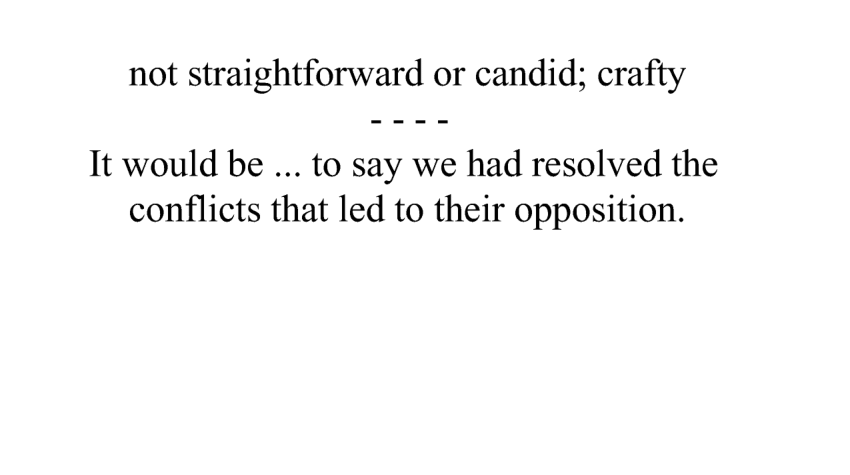 not straightforward or candid; crafty
- - - -
It would be ... to say we had resolved the
conflicts that led to their opposition.